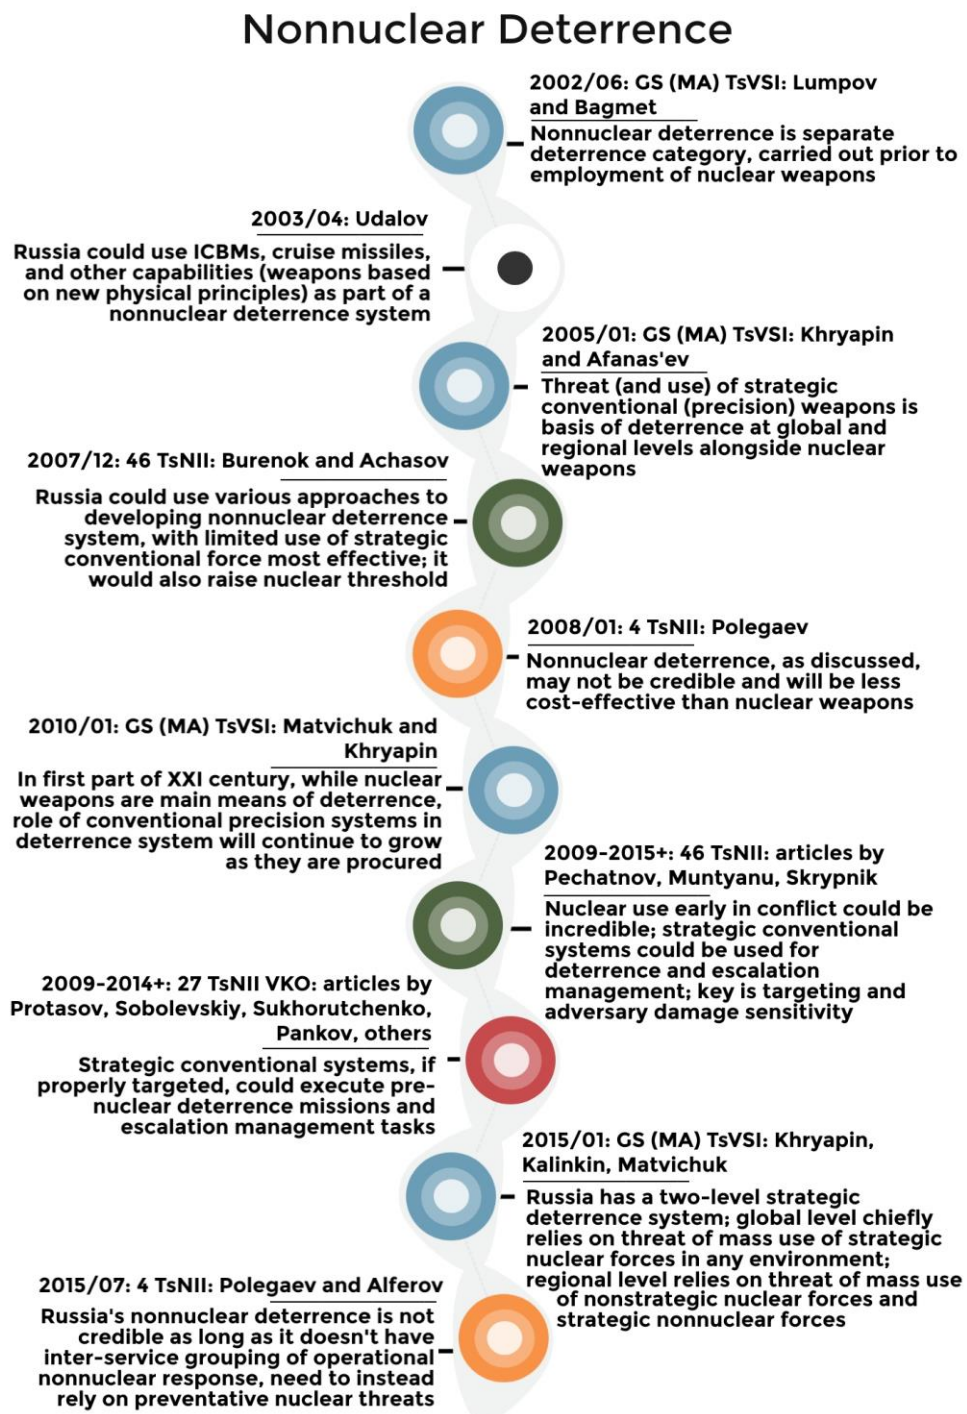 Nonnuclear Deterrence
2002/06: GS (MA) TsVSI: Lumpov
and Bagmet
Nonnuclear deterrence is separate
deterrence category, carried out prior to
employment of nuclear weapons
2003/04: Udalov
Russia could use ICBMs, cruise missiles,
and other capabilities (weapons based
on new physical principles) as part of a
nonnuclear deterrence system
2005/01: GS (MA) TsVSI: Khryapin
and Afanas'ev
Threat (and use) of strategic
conventional (precision) weapons is
basis of deterrence at global and
regional levels alongside nuclear
weapons
2007/12: 46 TsNII: Burenok and Achasov
Russia could use various approaches to
developing nonnuclear deterrence
system, with limited use of strategic
conventional force most effective; it
would also raise nuclear threshold
2008/01: 4 TsNII: Polegaev
Nonnuclear deterrence, as discussed,
may not be credible and will be less
cost-effective than nuclear weapons
2010/01: GS (MA) TsVSI: Matvichuk and
Khryapin
In first part of XXI century, while nuclear
weapons are main means of deterrence,
role of conventional precision systems in
deterrence system will continue to grow
as they are procured
2009-2015+: 46 TsNII: articles by
Pechatnov, Muntyanu, Skrypnik
Nuclear use early in conflict could be
incredible; strategic conventional
systems could be used for
deterrence and escalation
management; key is targeting and
adversary damage sensitivity
2009-2014+: 27 TsNII VKO: articles by
Protasov, Sobolevskiy, Sukhorutchenko,
Pankov, others
Strategic conventional systems, if
properly targeted, could execute pre-
nuclear deterrence missions and
escalation management tasks
2015/01: GS (MA) TsVSI: Khryapin,
Kalinkin, Matvichuk
Russia has a two-level strategic
deterrence system; global level chiefly
relies on threat of mass use of strategic
nuclear forces in any environment;
regional level relies on threat of mass use
of nonstrategic nuclear forces and
strategic nonnuclear forces
2015/07: 4 TsNII: Polegaev and Alferov
Russia's nonnuclear deterrence is not
credible as long as it doesn't have
inter-service grouping of operational
nonnuclear response, need to instead
rely on preventative nuclear threats